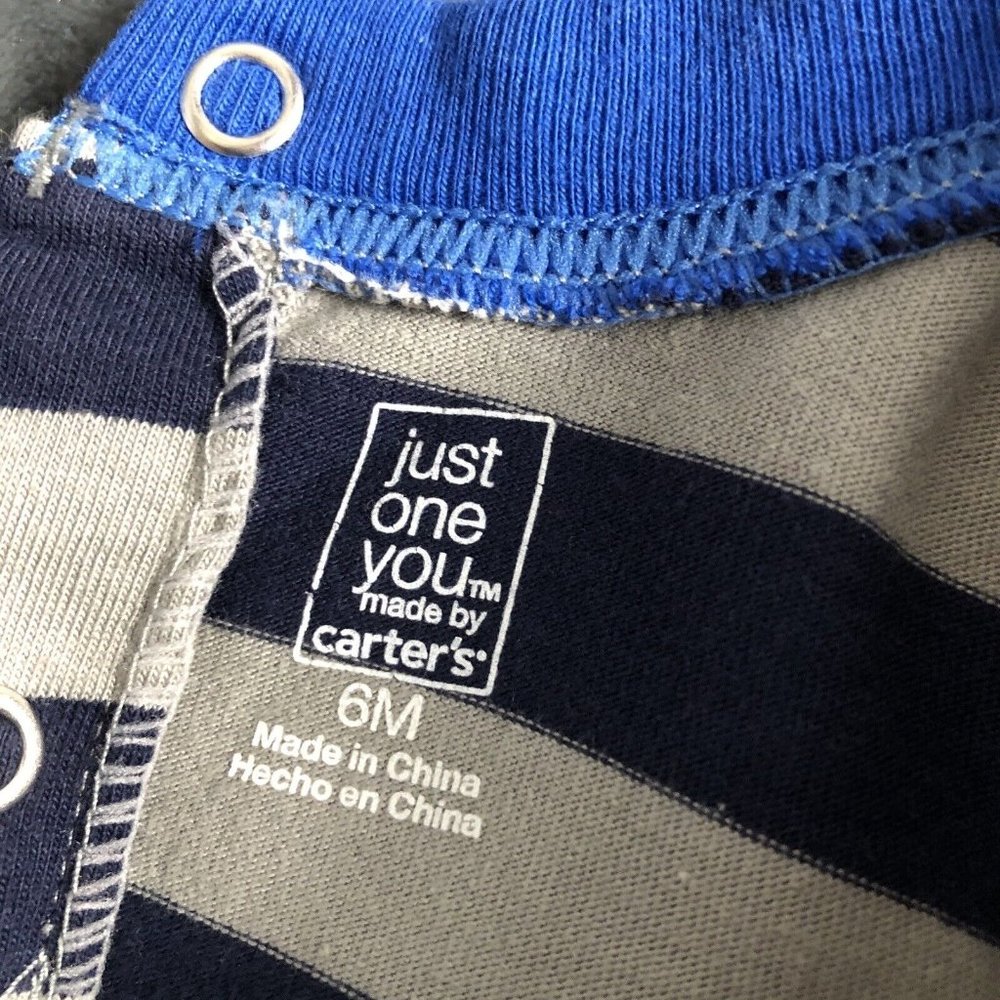 just
one
you™
made by
carter's®
6M
Made in China
Hecho en China